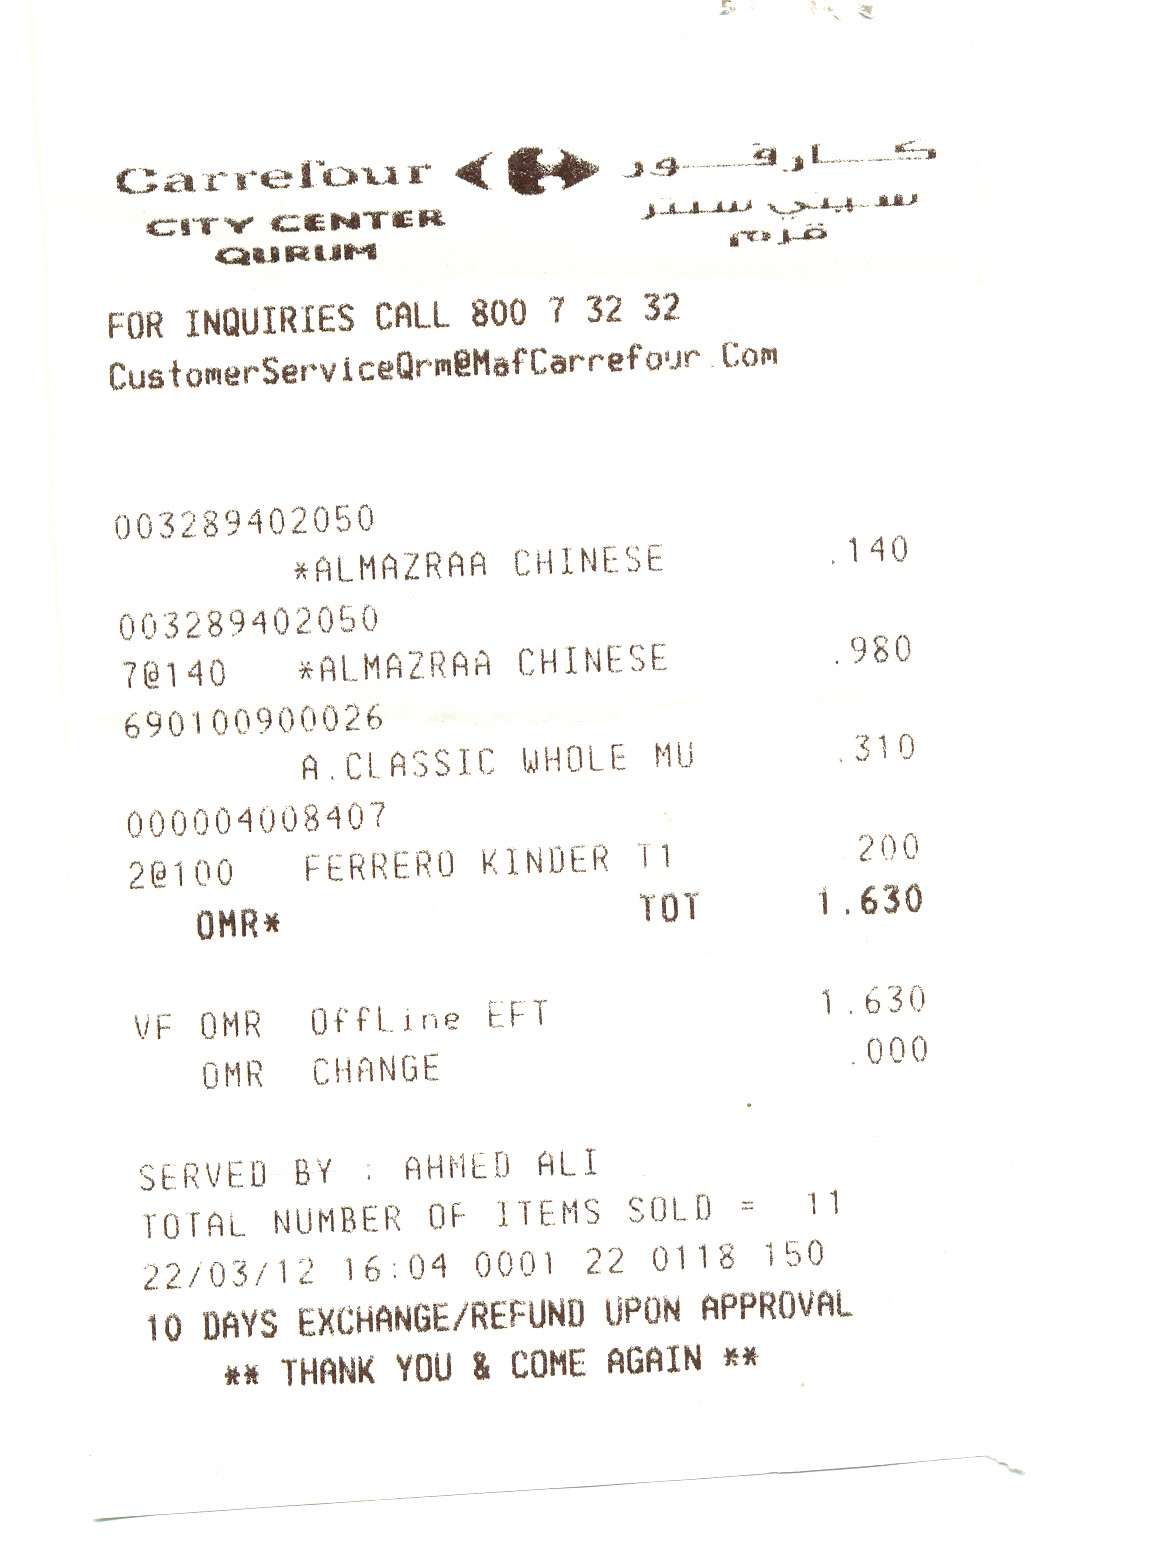 Carrefour كارفور
CITY CENTER سيتي سنتر
QURUM قرم
FOR INQUIRIES CALL 800 7 32 32
CustomerServiceQrm@MafCarrefour.Com
003289402050
*ALMAZRAA CHINESE .140
003289402050
7@140 *ALMAZRAA CHINESE .980
690100900026
A.CLASSIC WHOLE MU .310
000004008407
2@100 FERRERO KINDER T1 200
OMR* TOT 1.630
VF OMR OffLine EFT 1.630
OMR CHANGE .000
SERVED BY : AHMED ALI
TOTAL NUMBER OF ITEMS SOLD = 11
22/03/12 16:04 0001 22 0118 150
10 DAYS EXCHANGE/REFUND UPON APPROVAL
** THANK YOU & COME AGAIN **